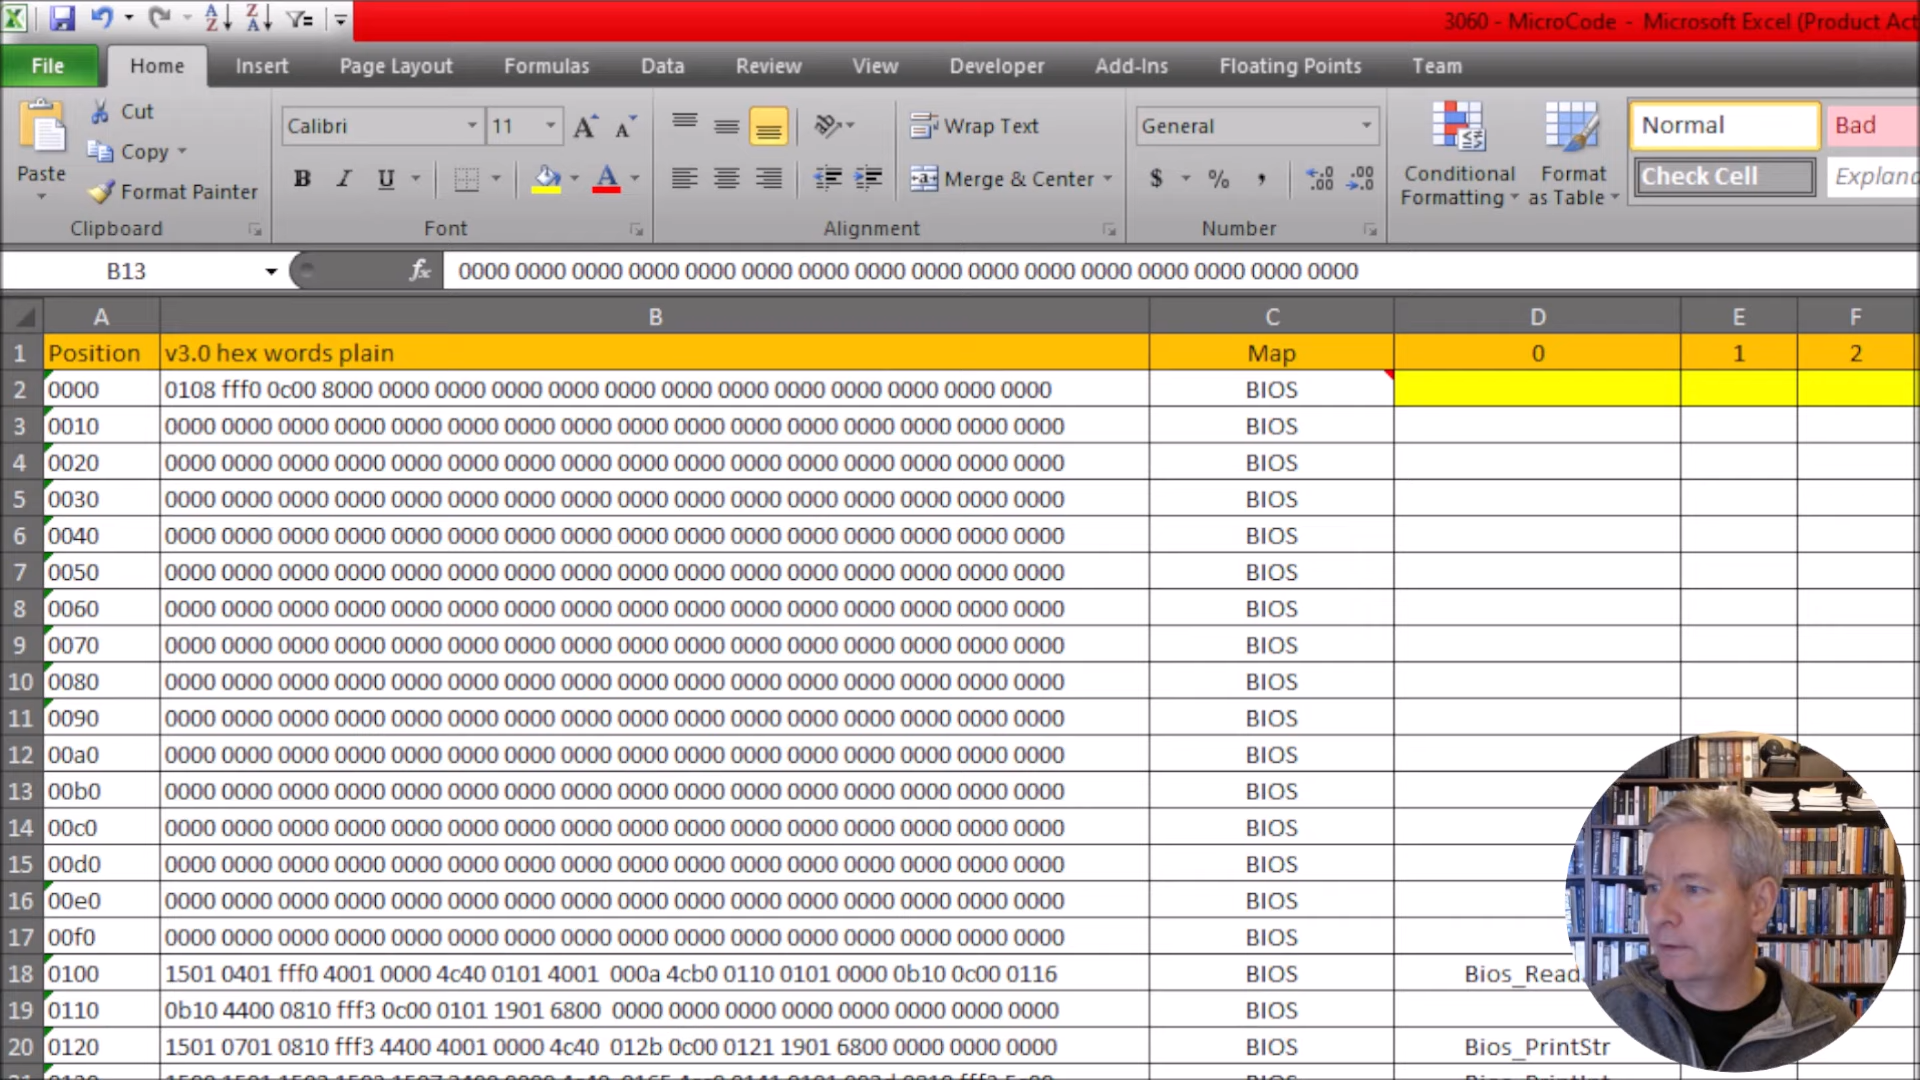 3060 - MicroCode - Microsoft Excel (Product Act
File Home Insert Page Layout Formulas Data Review View Developer Add-Ins Floating Points Team
Paste Cut Copy Format Painter
Calibri 11
Wrap Text
Merge & Center
General
Conditional Formatting
Format as Table
Normal Bad
Check Cell Explana
Clipboard Font Alignment Number
B13 fx 0000 0000 0000 0000 0000 0000 0000 0000 0000 0000 0000 0000 0000 0000 0000 0000
A B C D E F
1 Position v3.0 hex words plain Map 0 1 2
2 0000 0108 fff0 0c00 8000 0000 0000 0000 0000 0000 0000 0000 0000 0000 0000 0000 0000 BIOS
3 0010 0000 0000 0000 0000 0000 0000 0000 0000 0000 0000 0000 0000 0000 0000 0000 0000 BIOS
4 0020 0000 0000 0000 0000 0000 0000 0000 0000 0000 0000 0000 0000 0000 0000 0000 0000 BIOS
5 0030 0000 0000 0000 0000 0000 0000 0000 0000 0000 0000 0000 0000 0000 0000 0000 0000 BIOS
6 0040 0000 0000 0000 0000 0000 0000 0000 0000 0000 0000 0000 0000 0000 0000 0000 0000 BIOS
7 0050 0000 0000 0000 0000 0000 0000 0000 0000 0000 0000 0000 0000 0000 0000 0000 0000 BIOS
8 0060 0000 0000 0000 0000 0000 0000 0000 0000 0000 0000 0000 0000 0000 0000 0000 0000 BIOS
9 0070 0000 0000 0000 0000 0000 0000 0000 0000 0000 0000 0000 0000 0000 0000 0000 0000 BIOS
10 0080 0000 0000 0000 0000 0000 0000 0000 0000 0000 0000 0000 0000 0000 0000 0000 0000 BIOS
11 0090 0000 0000 0000 0000 0000 0000 0000 0000 0000 0000 0000 0000 0000 0000 0000 0000 BIOS
12 00a0 0000 0000 0000 0000 0000 0000 0000 0000 0000 0000 0000 0000 0000 0000 0000 0000 BIOS
13 00b0 0000 0000 0000 0000 0000 0000 0000 0000 0000 0000 0000 0000 0000 0000 0000 0000 BIOS
14 00c0 0000 0000 0000 0000 0000 0000 0000 0000 0000 0000 0000 0000 0000 0000 0000 0000 BIOS
15 00d0 0000 0000 0000 0000 0000 0000 0000 0000 0000 0000 0000 0000 0000 0000 0000 0000 BIOS
16 00e0 0000 0000 0000 0000 0000 0000 0000 0000 0000 0000 0000 0000 0000 0000 0000 0000 BIOS
17 00f0 0000 0000 0000 0000 0000 0000 0000 0000 0000 0000 0000 0000 0000 0000 0000 0000 BIOS
18 0100 1501 0401 fff0 4001 0000 4c40 0101 4001 000a 4cb0 0110 0101 0000 0b10 0c00 0116 BIOS Bios_Read
19 0110 0b10 4400 0810 fff3 0c00 0101 1901 6800 0000 0000 0000 0000 0000 0000 0000 0000 BIOS
20 0120 1501 0701 0810 fff3 4400 4001 0000 4c40 012b 0c00 0121 1901 6800 0000 0000 0000 BIOS Bios_PrintStr